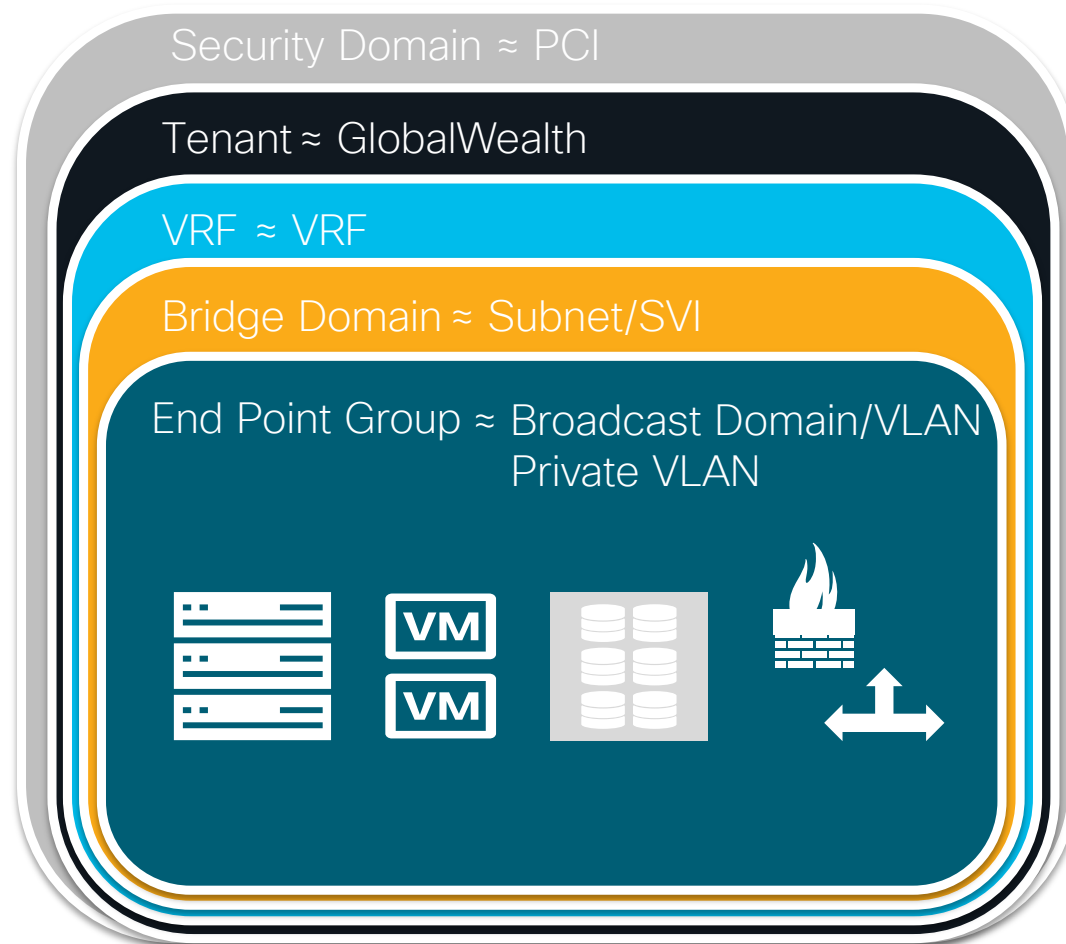 Security Domain ≈ PCI
Tenant ≈ GlobalWealth
VRF ≈ VRF
Bridge Domain ≈ Subnet/SVI
End Point Group ≈ Broadcast Domain/VLAN
Private VLAN
VM
VM